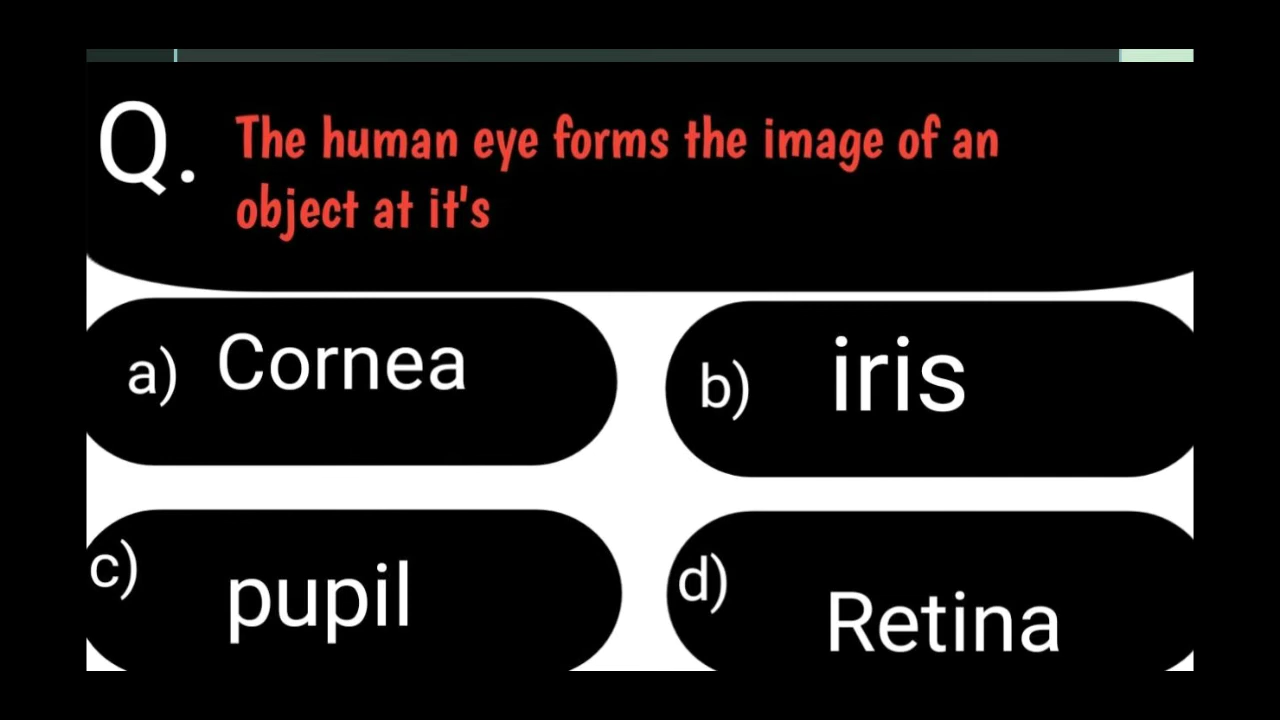 Q. The human eye forms the image of an
object at it's
a) Cornea
b) iris
c) pupil
d) Retina